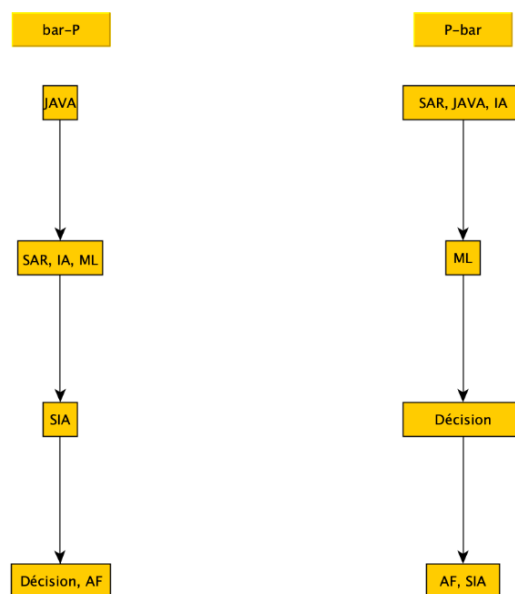 bar-P
P-bar
JAVA
SAR, JAVA, IA
SAR, IA, ML
ML
SIA
Décision
Décision, AF
AF, SIA